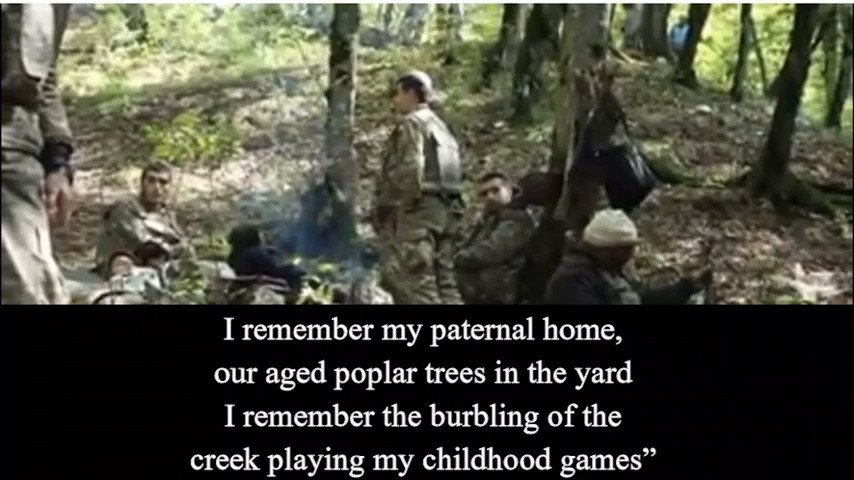 I remember my paternal home,
our aged poplar trees in the yard
I remember the burbling of the
creek playing my childhood games”